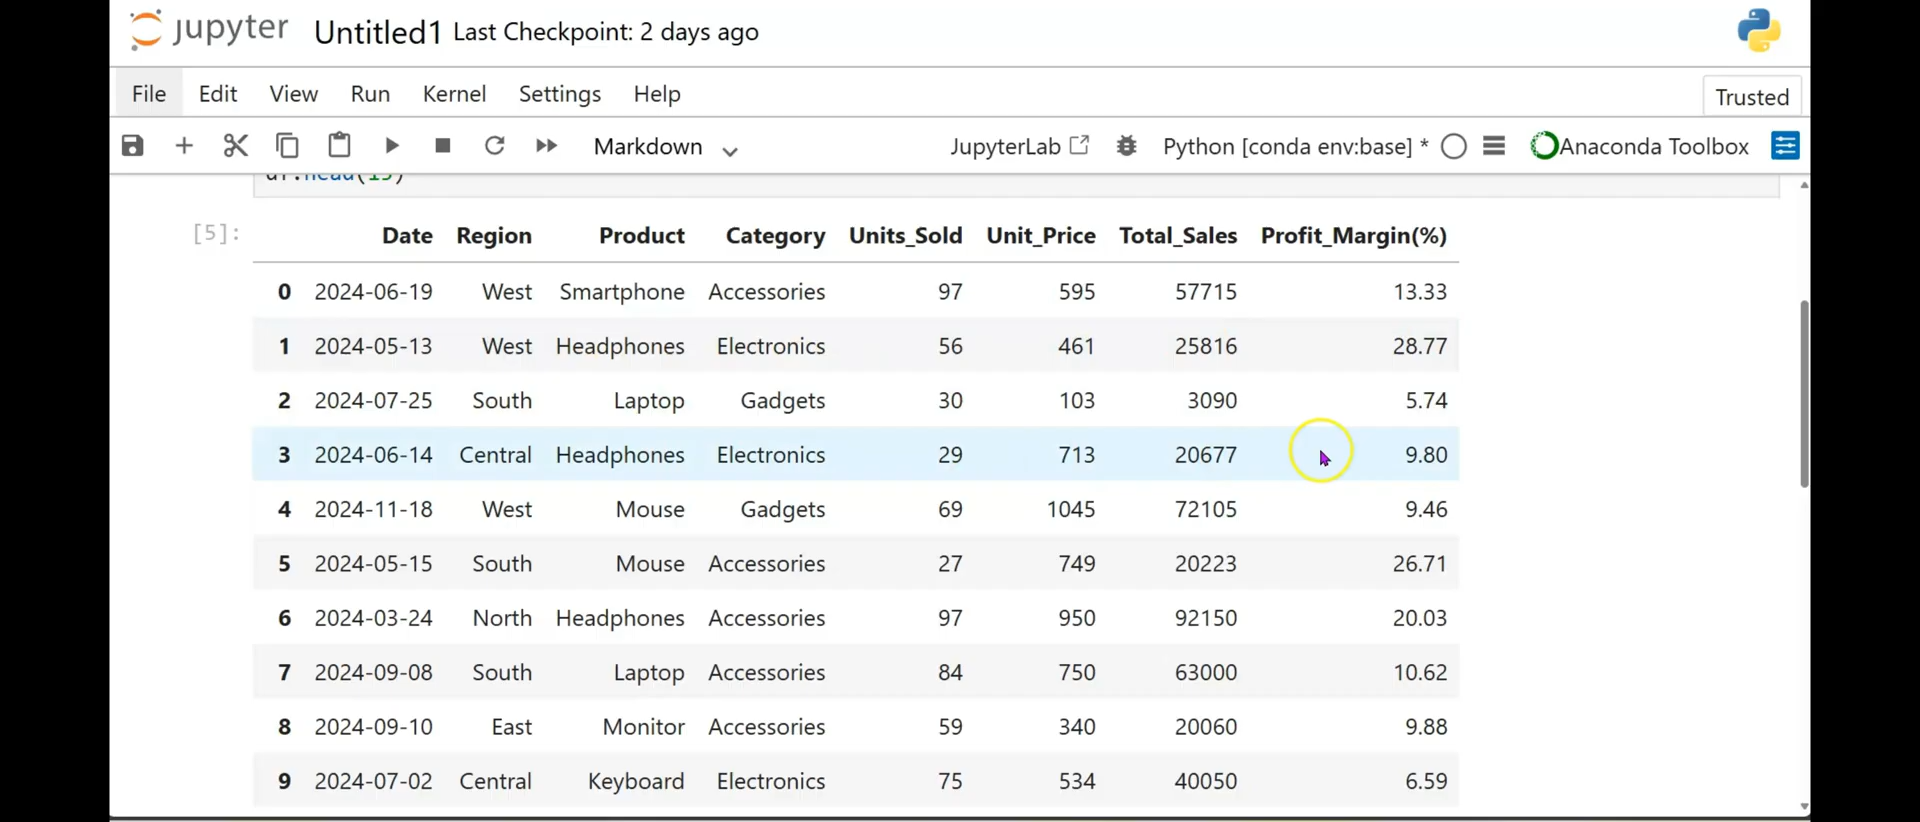 jupyter Untitled1 Last Checkpoint: 2 days ago
File Edit View Run Kernel Settings Help Trusted
Markdown JupyterLab Python [conda env:base] * Anaconda Toolbox
df.head(15)
[5]: Date Region Product Category Units_Sold Unit_Price Total_Sales Profit_Margin(%)
0 2024-06-19 West Smartphone Accessories 97 595 57715 13.33
1 2024-05-13 West Headphones Electronics 56 461 25816 28.77
2 2024-07-25 South Laptop Gadgets 30 103 3090 5.74
3 2024-06-14 Central Headphones Electronics 29 713 20677 9.80
4 2024-11-18 West Mouse Gadgets 69 1045 72105 9.46
5 2024-05-15 South Mouse Accessories 27 749 20223 26.71
6 2024-03-24 North Headphones Accessories 97 950 92150 20.03
7 2024-09-08 South Laptop Accessories 84 750 63000 10.62
8 2024-09-10 East Monitor Accessories 59 340 20060 9.88
9 2024-07-02 Central Keyboard Electronics 75 534 40050 6.59